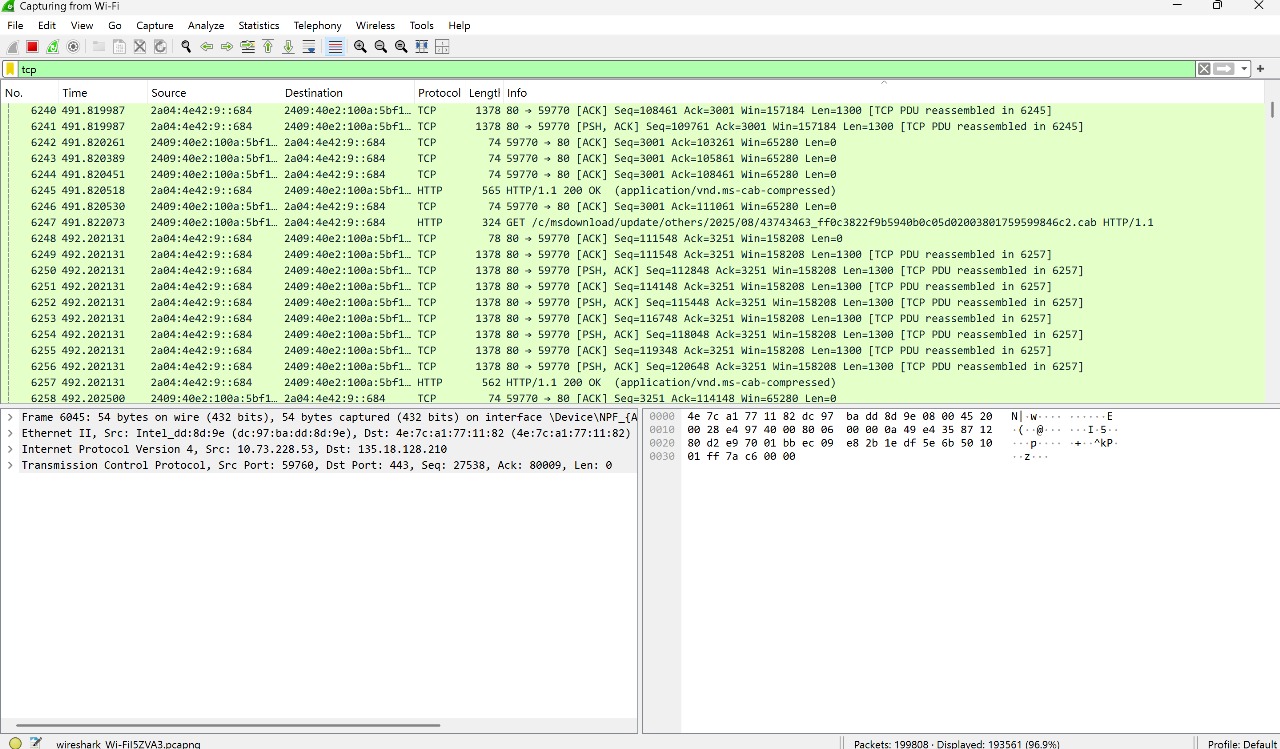 Capturing from Wi-Fi
File Edit View Go Capture Analyze Statistics Telephony Wireless Tools Help
tcp
No. Time Source Destination Protocol Lengtl Info
6240 491.819987 2a04:4e42:9::684 2409:40e2:100a:5bf1… TCP 1378 80 → 59770 [ACK] Seq=108461 Ack=3001 Win=157184 Len=1300 [TCP PDU reassembled in 6245]
6241 491.819987 2a04:4e42:9::684 2409:40e2:100a:5bf1… TCP 1378 80 → 59770 [PSH, ACK] Seq=109761 Ack=3001 Win=157184 Len=1300 [TCP PDU reassembled in 6245]
6242 491.820261 2409:40e2:100a:5bf1… 2a04:4e42:9::684 TCP 74 59770 → 80 [ACK] Seq=3001 Ack=103261 Win=65280 Len=0
6243 491.820389 2409:40e2:100a:5bf1… 2a04:4e42:9::684 TCP 74 59770 → 80 [ACK] Seq=3001 Ack=105861 Win=65280 Len=0
6244 491.820451 2409:40e2:100a:5bf1… 2a04:4e42:9::684 TCP 74 59770 → 80 [ACK] Seq=3001 Ack=108461 Win=65280 Len=0
6245 491.820518 2a04:4e42:9::684 2409:40e2:100a:5bf1… HTTP 565 HTTP/1.1 200 OK (application/vnd.ms-cab-compressed)
6246 491.820530 2409:40e2:100a:5bf1… 2a04:4e42:9::684 TCP 74 59770 → 80 [ACK] Seq=3001 Ack=111061 Win=65280 Len=0
6247 491.822073 2409:40e2:100a:5bf1… 2a04:4e42:9::684 HTTP 324 GET /c/msdownload/update/others/2025/08/43743463_ff0c3822f9b5940b0c05d02003801759599846c2.cab HTTP/1.1
6248 492.202131 2a04:4e42:9::684 2409:40e2:100a:5bf1… TCP 78 80 → 59770 [ACK] Seq=111548 Ack=3251 Win=158208 Len=0
6249 492.202131 2a04:4e42:9::684 2409:40e2:100a:5bf1… TCP 1378 80 → 59770 [ACK] Seq=111548 Ack=3251 Win=158208 Len=1300 [TCP PDU reassembled in 6257]
6250 492.202131 2a04:4e42:9::684 2409:40e2:100a:5bf1… TCP 1378 80 → 59770 [PSH, ACK] Seq=112848 Ack=3251 Win=158208 Len=1300 [TCP PDU reassembled in 6257]
6251 492.202131 2a04:4e42:9::684 2409:40e2:100a:5bf1… TCP 1378 80 → 59770 [ACK] Seq=114148 Ack=3251 Win=158208 Len=1300 [TCP PDU reassembled in 6257]
6252 492.202131 2a04:4e42:9::684 2409:40e2:100a:5bf1… TCP 1378 80 → 59770 [PSH, ACK] Seq=115448 Ack=3251 Win=158208 Len=1300 [TCP PDU reassembled in 6257]
6253 492.202131 2a04:4e42:9::684 2409:40e2:100a:5bf1… TCP 1378 80 → 59770 [ACK] Seq=116748 Ack=3251 Win=158208 Len=1300 [TCP PDU reassembled in 6257]
6254 492.202131 2a04:4e42:9::684 2409:40e2:100a:5bf1… TCP 1378 80 → 59770 [PSH, ACK] Seq=118048 Ack=3251 Win=158208 Len=1300 [TCP PDU reassembled in 6257]
6255 492.202131 2a04:4e42:9::684 2409:40e2:100a:5bf1… TCP 1378 80 → 59770 [ACK] Seq=119348 Ack=3251 Win=158208 Len=1300 [TCP PDU reassembled in 6257]
6256 492.202131 2a04:4e42:9::684 2409:40e2:100a:5bf1… TCP 1378 80 → 59770 [PSH, ACK] Seq=120648 Ack=3251 Win=158208 Len=1300 [TCP PDU reassembled in 6257]
6257 492.202131 2a04:4e42:9::684 2409:40e2:100a:5bf1… HTTP 562 HTTP/1.1 200 OK (application/vnd.ms-cab-compressed)
6258 492.202500 2409:40e2:100a:5bf1… 2a04:4e42:9::684 TCP 74 59770 → 80 [ACK] Seq=3251 Ack=114148 Win=65280 Len=0
Frame 6045: 54 bytes on wire (432 bits), 54 bytes captured (432 bits) on interface \Device\NPF_{A
Ethernet II, Src: Intel_dd:8d:9e (dc:97:ba:dd:8d:9e), Dst: 4e:7c:a1:77:11:82 (4e:7c:a1:77:11:82)
Internet Protocol Version 4, Src: 10.73.228.53, Dst: 135.18.128.210
Transmission Control Protocol, Src Port: 59760, Dst Port: 443, Seq: 27538, Ack: 80009, Len: 0
0000 4e 7c a1 77 11 82 dc 97 ba dd 8d 9e 08 00 45 20 N|·w···· ······E
0010 00 28 e4 97 40 00 80 06 00 00 0a 49 e4 35 87 12 ·(··@··· ···I·5··
0020 80 d2 e9 70 01 bb ec 09 e8 2b 1e df 5e 6b 50 10 ···p···· ·+··^kP·
0030 01 ff 7a c6 00 00 ··z···
wireshark_Wi-FiI5ZVA3.pcapng Packets: 199808 · Displayed: 193561 (96.9%) Profile: Default